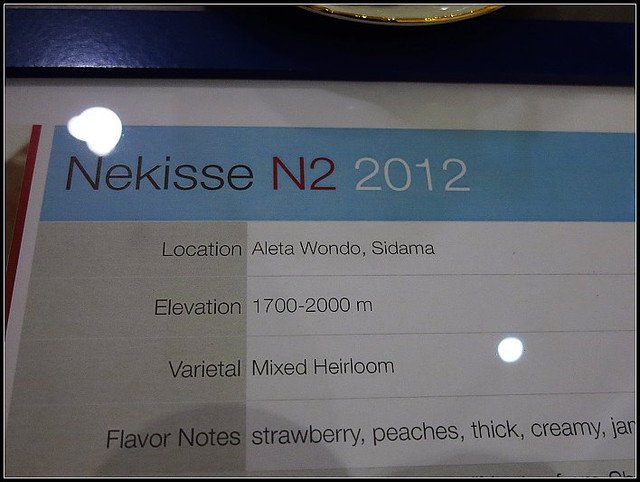 Nekisse N2 2012
Location Aleta Wondo, Sidama
Elevation 1700-2000 m
Varietal Mixed Heirloom
Flavor Notes strawberry, peaches, thick, creamy,